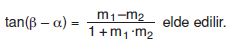 tan(β – α) = m₁–m₂ / 1 + m₁ · m₂ elde edilir.